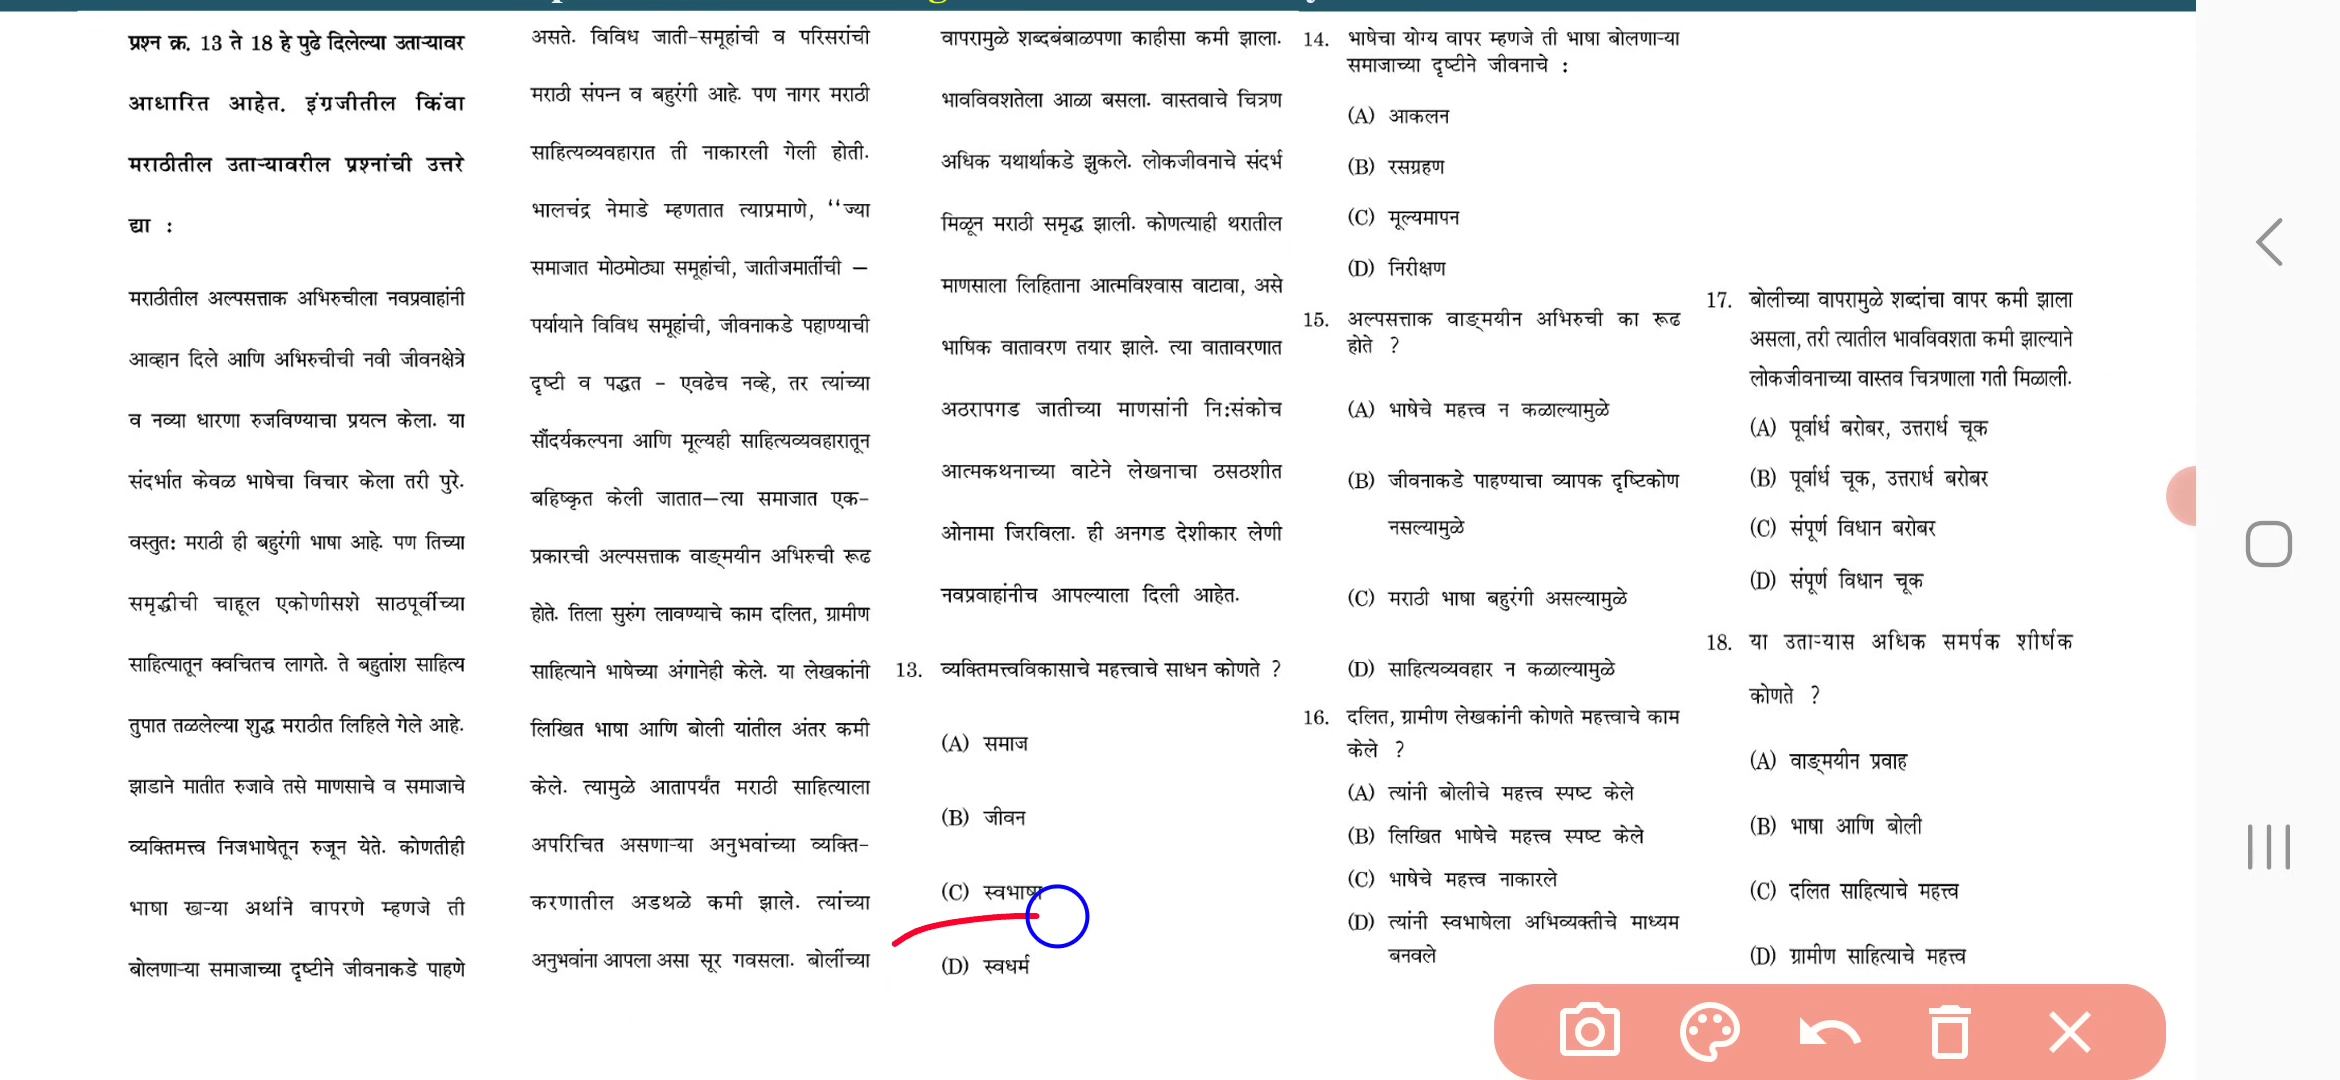 प्रश्न क्र. 13 ते 18 हे पुढे दिलेल्या उताऱ्यावर
आधारित आहेत. इंग्रजीतील किंवा
मराठीतील उताऱ्यावरील प्रश्नांची उत्तरे
द्या :
मराठीतील अल्पसत्ताक अभिरुचीला नवप्रवाहांनी
आव्हान दिले आणि अभिरुचीची नवी जीवनक्षेत्रे
व नव्या धारणा रुजविण्याचा प्रयत्न केला. या
संदर्भात केवळ भाषेचा विचार केला तरी पुरे.
वस्तुतः मराठी ही बहुरंगी भाषा आहे. पण तिच्या
समृद्धीची चाहूल एकोणीसशे साठपूर्वीच्या
साहित्यातून क्वचितच लागते. ते बहुतांश साहित्य
तुपात तळलेल्या शुद्ध मराठीत लिहिले गेले आहे.
झाडाने मातीत रुजावे तसे माणसाचे व समाजाचे
व्यक्तिमत्त्व निजभाषेतून रुजून येते. कोणतीही
भाषा खऱ्या अर्थाने वापरणे म्हणजे ती
बोलणाऱ्या समाजाच्या दृष्टीने जीवनाकडे पाहणे
असते. विविध जाती-समूहांची व परिसरांची
मराठी संपन्न व बहुरंगी आहे. पण नागर मराठी
साहित्यव्यवहारात ती नाकारली गेली होती.
भालचंद्र नेमाडे म्हणतात त्याप्रमाणे, ‘‘ज्या
समाजात मोठमोठ्या समूहांची, जातीजमातींची —
पर्यायाने विविध समूहांची, जीवनाकडे पहाण्याची
दृष्टी व पद्धत - एवढेच नव्हे, तर त्यांच्या
सौंदर्यकल्पना आणि मूल्यही साहित्यव्यवहारातून
बहिष्कृत केली जातात—त्या समाजात एक-
प्रकारची अल्पसत्ताक वाङ्मयीन अभिरुची रूढ
होते. तिला सुरुंग लावण्याचे काम दलित, ग्रामीण
साहित्याने भाषेच्या अंगानेही केले. या लेखकांनी
लिखित भाषा आणि बोली यांतील अंतर कमी
केले. त्यामुळे आतापर्यंत मराठी साहित्याला
अपरिचित असणाऱ्या अनुभवांच्या व्यक्ति-
करणातील अडथळे कमी झाले. त्यांच्या
अनुभवांना आपला असा सूर गवसला. बोलींच्या
वापरामुळे शब्दबंबाळपणा काहीसा कमी झाला.
भावविवशतेला आळा बसला. वास्तवाचे चित्रण
अधिक यथार्थाकडे झुकले. लोकजीवनाचे संदर्भ
मिळून मराठी समृद्ध झाली. कोणत्याही थरातील
माणसाला लिहिताना आत्मविश्वास वाटावा, असे
भाषिक वातावरण तयार झाले. त्या वातावरणात
अठरापगड जातीच्या माणसांनी नि:संकोच
आत्मकथनाच्या वाटेने लेखनाचा ठसठशीत
ओनामा जिरविला. ही अनगड देशीकार लेणी
नवप्रवाहांनीच आपल्याला दिली आहेत.
13. व्यक्तिमत्त्वविकासाचे महत्त्वाचे साधन कोणते ?
(A) समाज
(B) जीवन
(C) स्वभाषा
(D) स्वधर्म
14. भाषेचा योग्य वापर म्हणजे ती भाषा बोलणाऱ्या
समाजाच्या दृष्टीने जीवनाचे :
(A) आकलन
(B) रसग्रहण
(C) मूल्यमापन
(D) निरीक्षण
15. अल्पसत्ताक वाङ्मयीन अभिरुची का रूढ
होते ?
(A) भाषेचे महत्त्व न कळाल्यामुळे
(B) जीवनाकडे पाहण्याचा व्यापक दृष्टिकोण
नसल्यामुळे
(C) मराठी भाषा बहुरंगी असल्यामुळे
(D) साहित्यव्यवहार न कळाल्यामुळे
16. दलित, ग्रामीण लेखकांनी कोणते महत्त्वाचे काम
केले ?
(A) त्यांनी बोलीचे महत्त्व स्पष्ट केले
(B) लिखित भाषेचे महत्त्व स्पष्ट केले
(C) भाषेचे महत्त्व नाकारले
(D) त्यांनी स्वभाषेला अभिव्यक्तीचे माध्यम
बनवले
17. बोलीच्या वापरामुळे शब्दांचा वापर कमी झाला
असला, तरी त्यातील भावविवशता कमी झाल्याने
लोकजीवनाच्या वास्तव चित्रणाला गती मिळाली.
(A) पूर्वार्ध बरोबर, उत्तरार्ध चूक
(B) पूर्वार्ध चूक, उत्तरार्ध बरोबर
(C) संपूर्ण विधान बरोबर
(D) संपूर्ण विधान चूक
18. या उताऱ्यास अधिक समर्पक शीर्षक
कोणते ?
(A) वाङ्मयीन प्रवाह
(B) भाषा आणि बोली
(C) दलित साहित्याचे महत्त्व
(D) ग्रामीण साहित्याचे महत्त्व